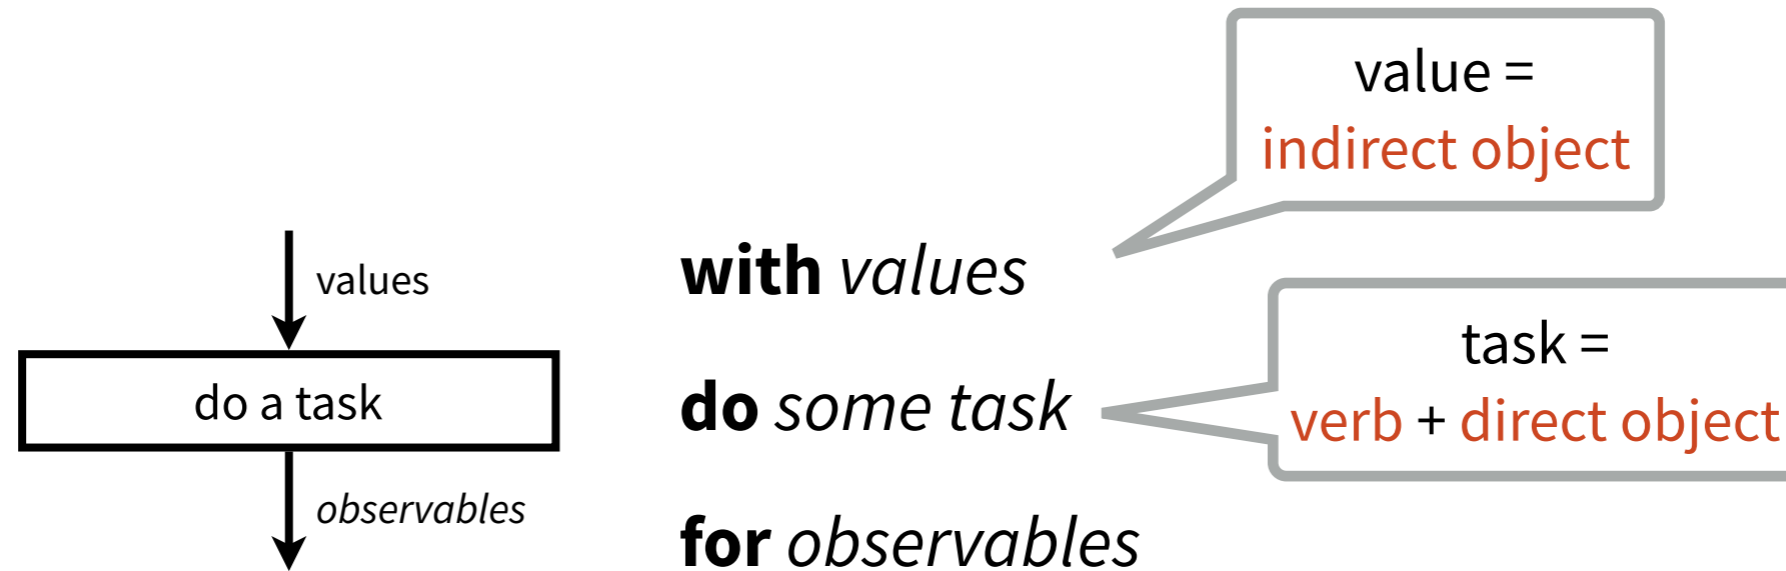 values
do a task
observables
with values
do some task
for observables
value =
indirect object
task =
verb + direct object